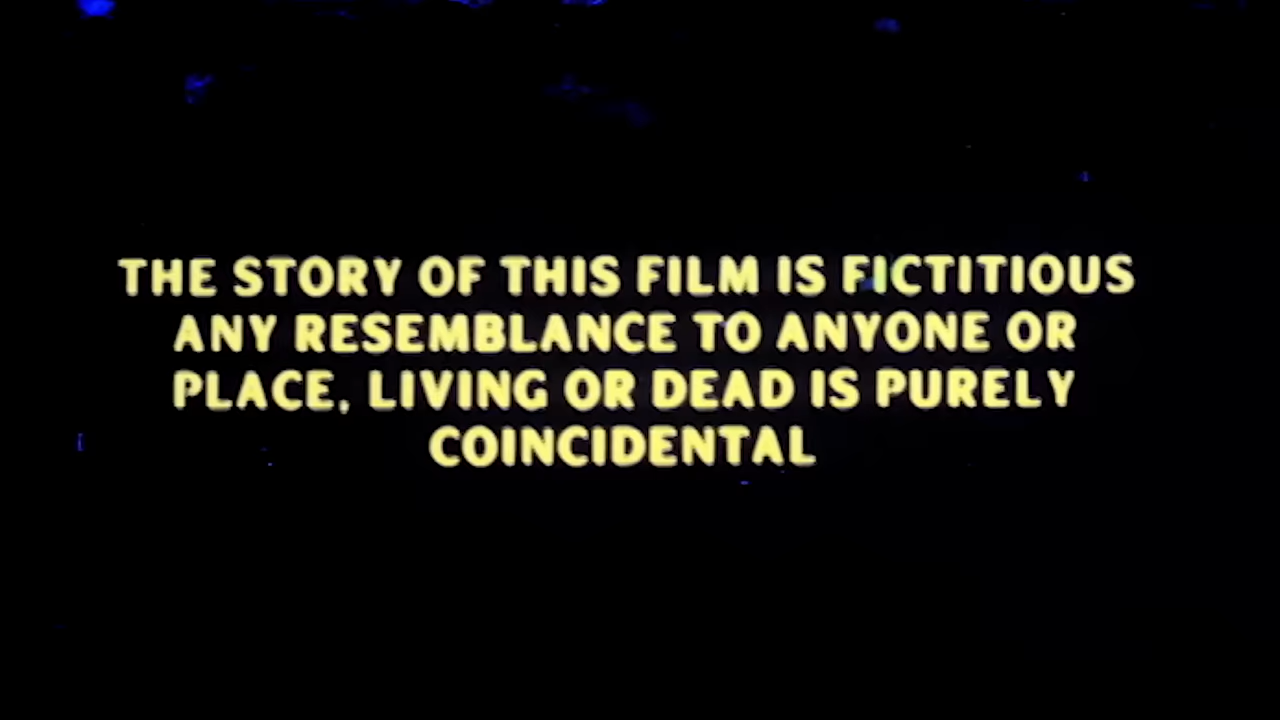 THE STORY OF THIS FILM IS FICTITIOUS
ANY RESEMBLANCE TO ANYONE OR
PLACE, LIVING OR DEAD IS PURELY
COINCIDENTAL